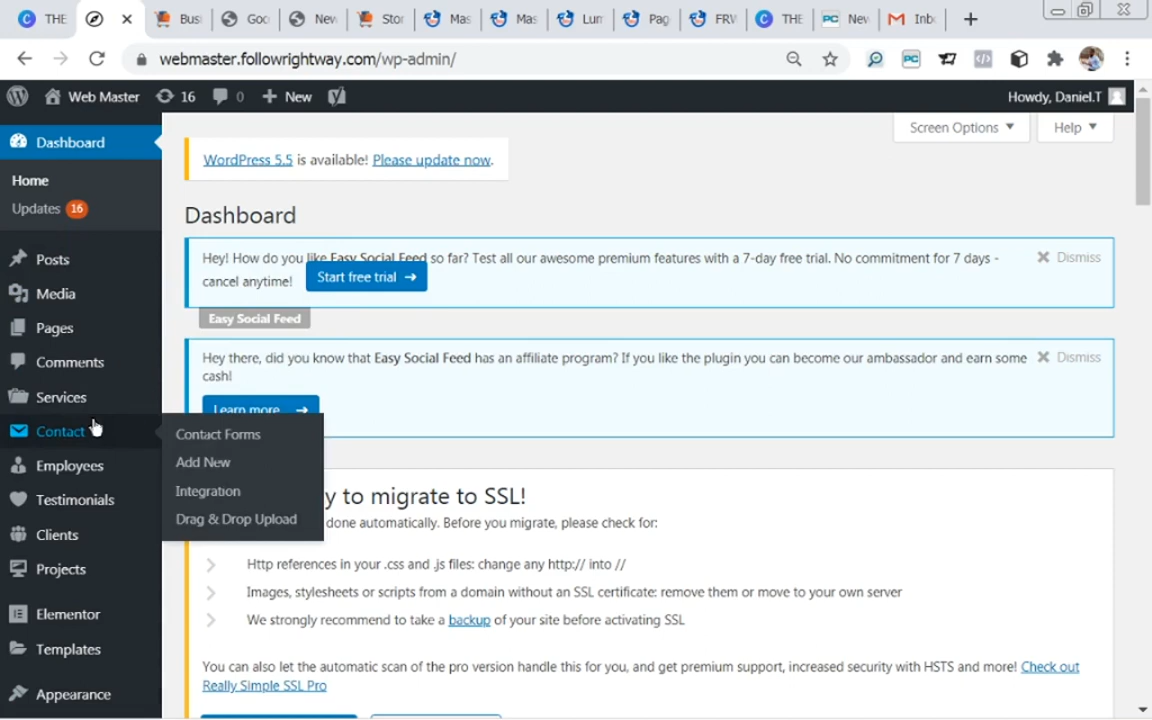 THE
Bus
Goo
Nev
Stor
Mas
Mas
Lun
Pag
FRW
THE
PC
Nev
Inb
webmaster.followrightway.com/wp-admin/
PC
Web Master
16
0
New
Howdy, Daniel.T
Dashboard
Home
Updates 16
Posts
Media
Pages
Comments
Services
Contact
Employees
Testimonials
Clients
Projects
Elementor
Templates
Appearance
Contact Forms
Add New
Integration
Drag & Drop Upload
Screen Options
Help
WordPress 5.5 is available! Please update now.
Dashboard
Hey! How do you like Easy Social Feed so far? Test all our awesome premium features with a 7-day free trial. No commitment for 7 days -
cancel anytime! Start free trial →
Dismiss
Easy Social Feed
Hey there, did you know that Easy Social Feed has an affiliate program? If you like the plugin you can become our ambassador and earn some
cash!
Dismiss
Learn more →
y to migrate to SSL!
done automatically. Before you migrate, please check for:
Http references in your .css and .js files: change any http:// into //
Images, stylesheets or scripts from a domain without an SSL certificate: remove them or move to your own server
We strongly recommend to take a backup of your site before activating SSL
You can also let the automatic scan of the pro version handle this for you, and get premium support, increased security with HSTS and more! Check out
Really Simple SSL Pro